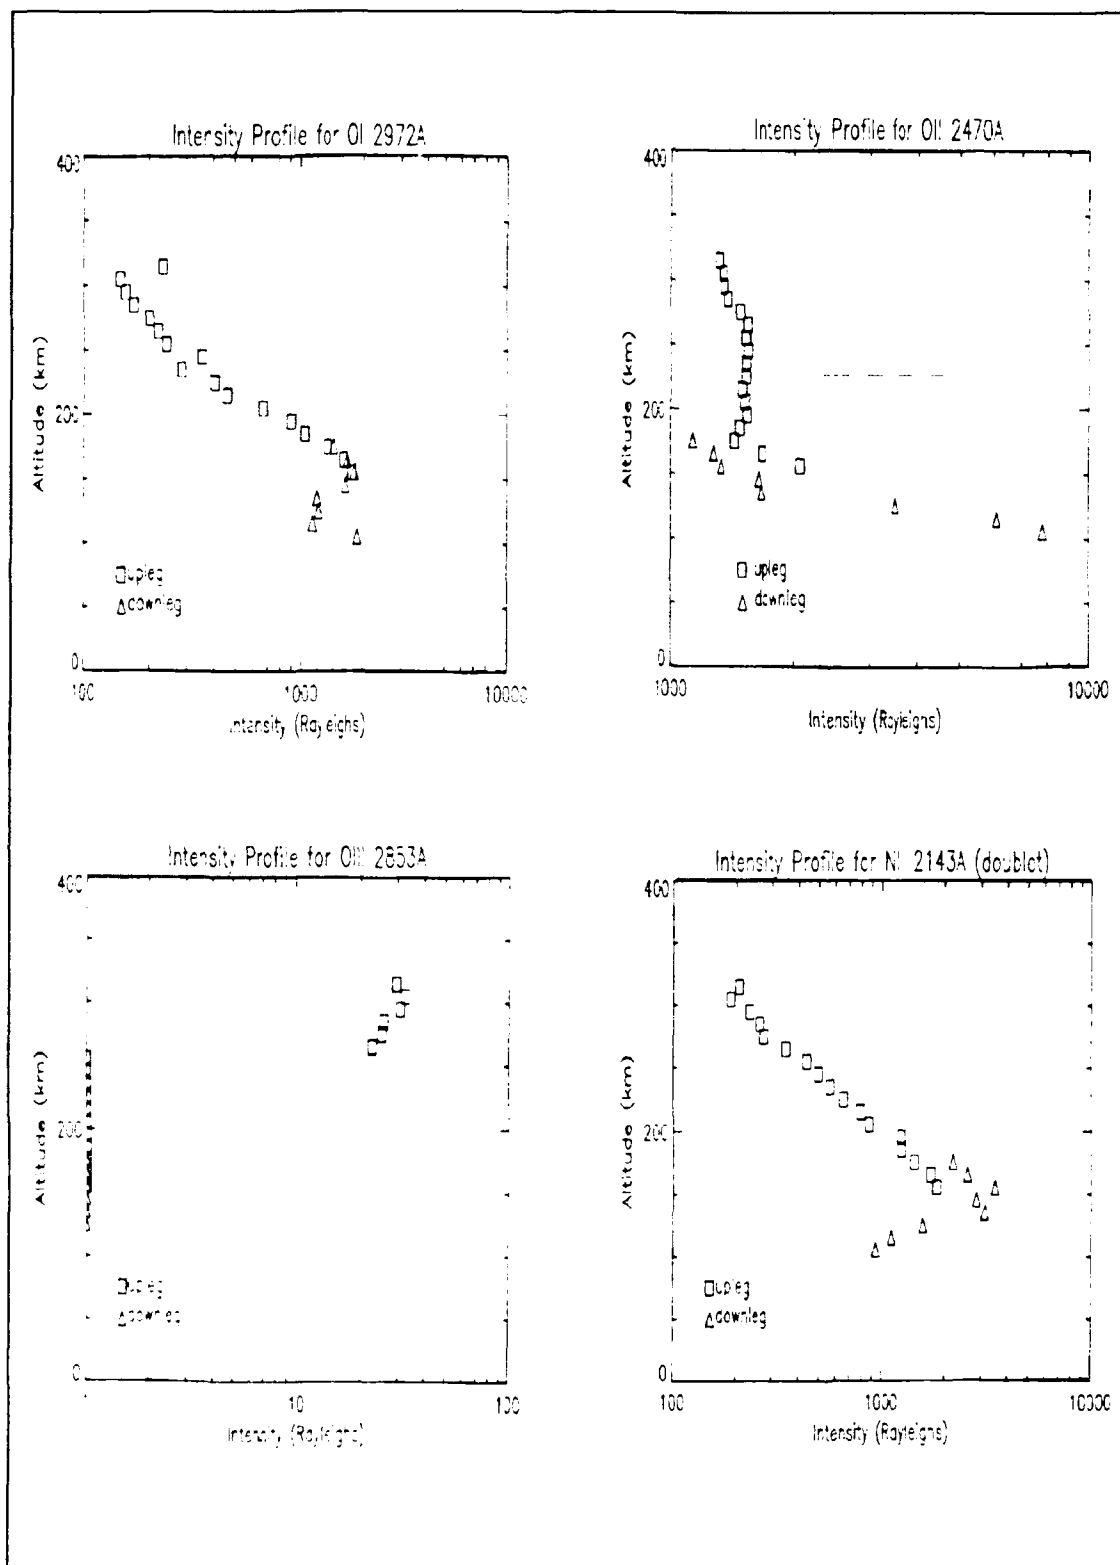 Intensity Profile for OI 2972A
400
200
0
Altitude (km)
□upleg
△downleg
100 1000 10000
Intensity (Rayleighs)
Intensity Profile for OII 2470A
400
200
0
Altitude (km)
□ upleg
△ downleg
1000 10000
Intensity (Rayleighs)
Intensity Profile for OIII 2853A
400
200
0
Altitude (km)
□upleg
△downleg
10 100
Intensity (Rayleighs)
Intensity Profile for 2143A (doublet)
400
200
0
Altitude (km)
□upleg
△downleg
100 1000 10000
Intensity (Rayleighs)